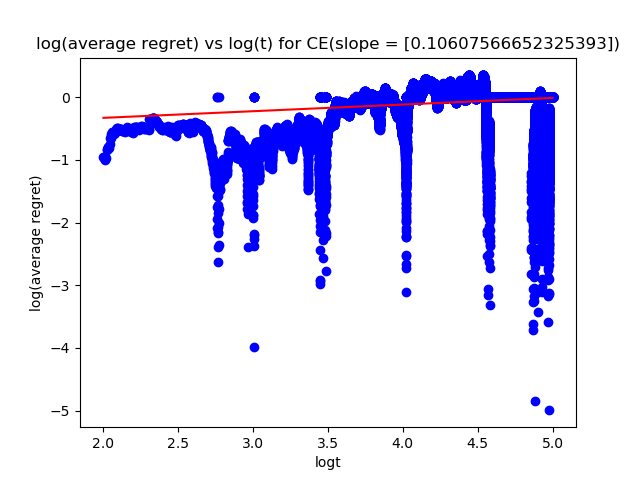 log(average regret) vs log(t) for CE(slope = [0.10607566652325393])
0
−1
−2
−3
−4
−5
log(average regret)
2.0 2.5 3.0 3.5 4.0 4.5 5.0
logt